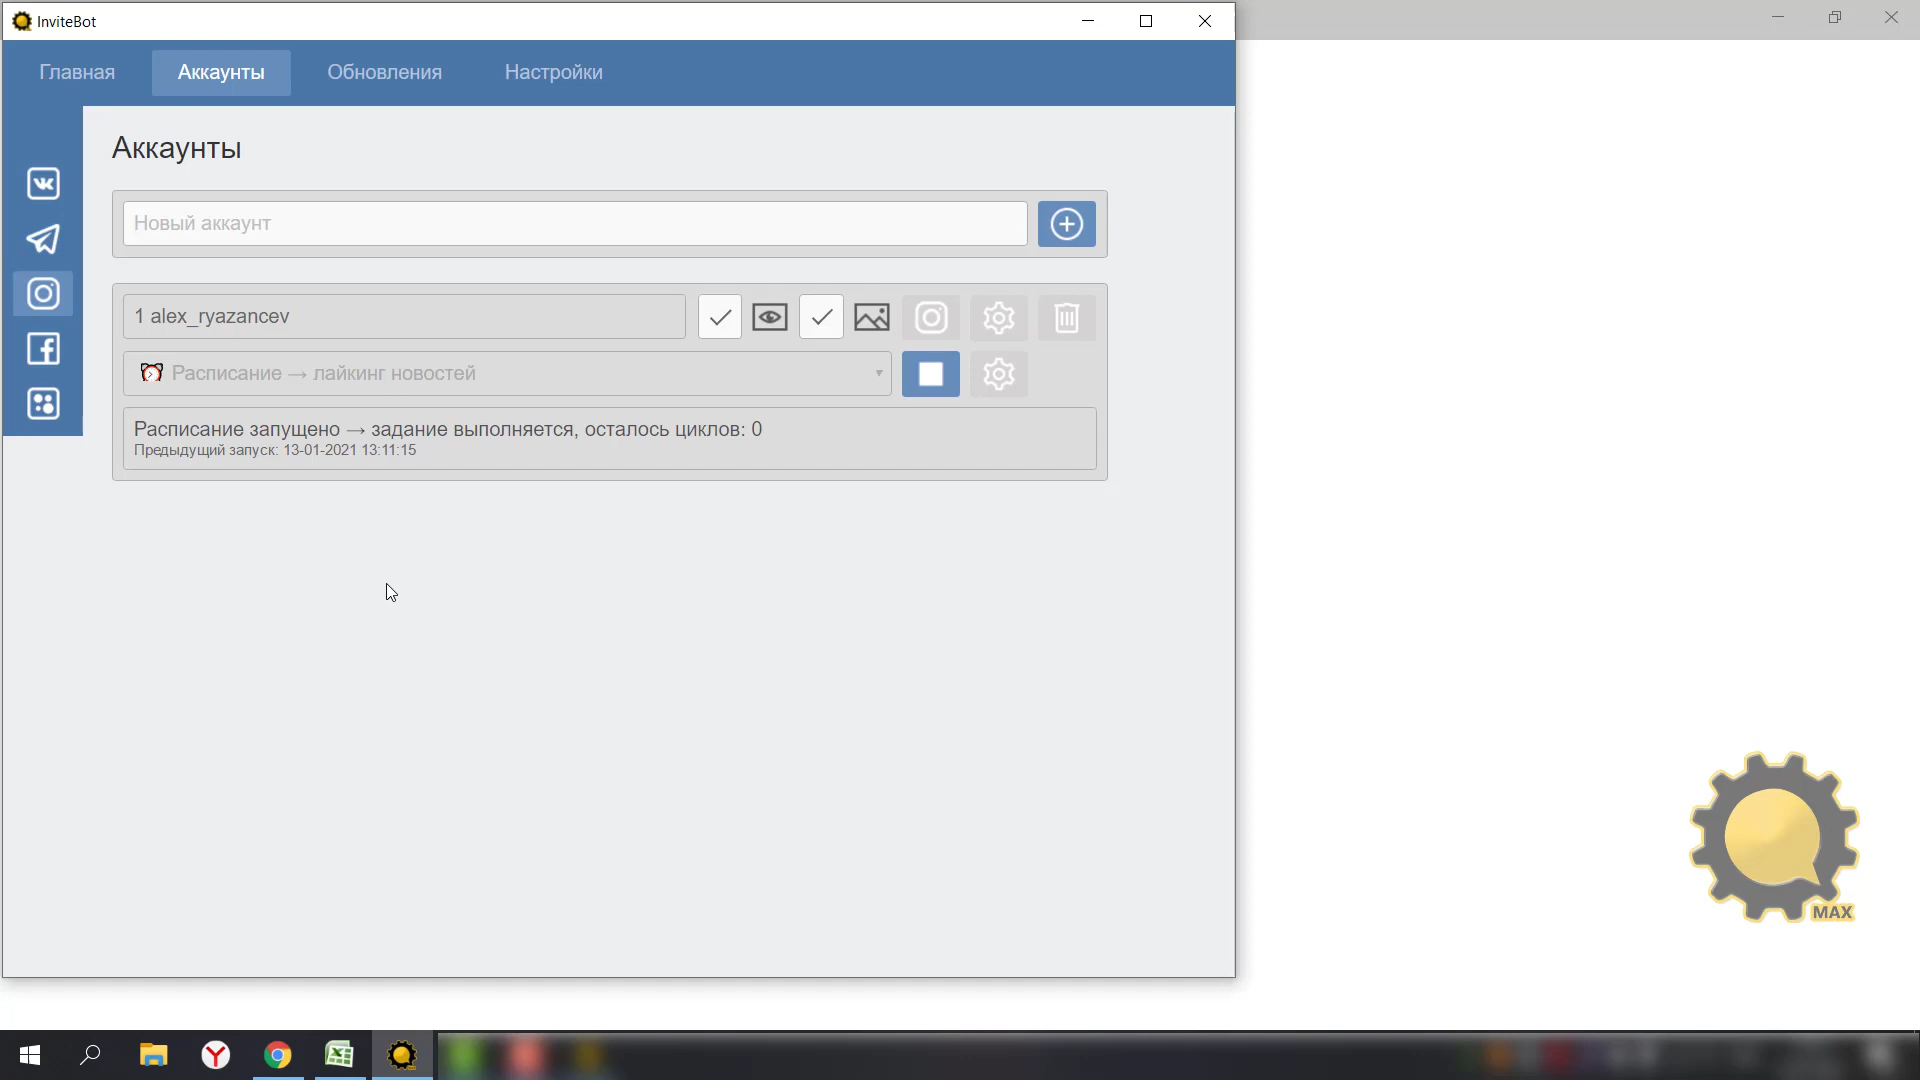 InviteBot
Главная Аккаунты Обновления Настройки
Аккаунты
Новый аккаунт
1 alex_ryazancev
Расписание → лайкинг новостей
Расписание запущено → задание выполняется, осталось циклов: 0
Предыдущий запуск: 13-01-2021 13:11:15
MAX